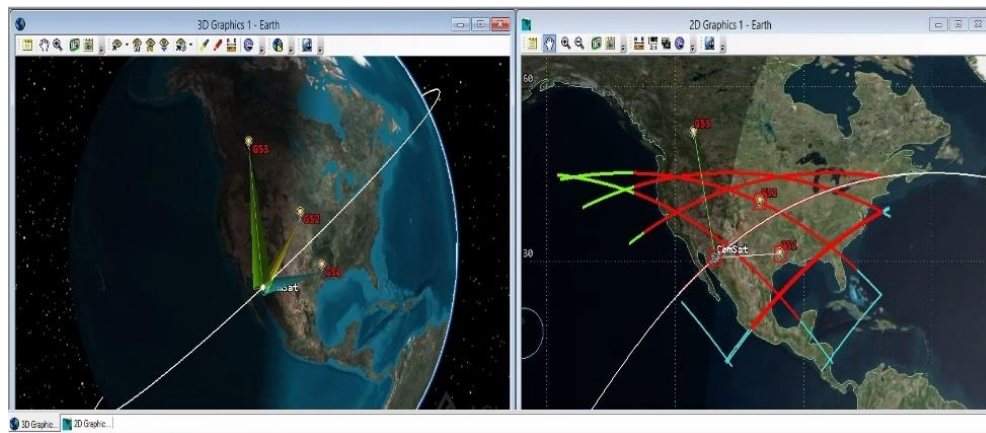 3D Graphics 1 - Earth
2D Graphics 1 - Earth
60
GS3
GS3
GS2
GS2
GS1
GS1
Sat
ComSat
30
3D Graphic...
2D Graphic...